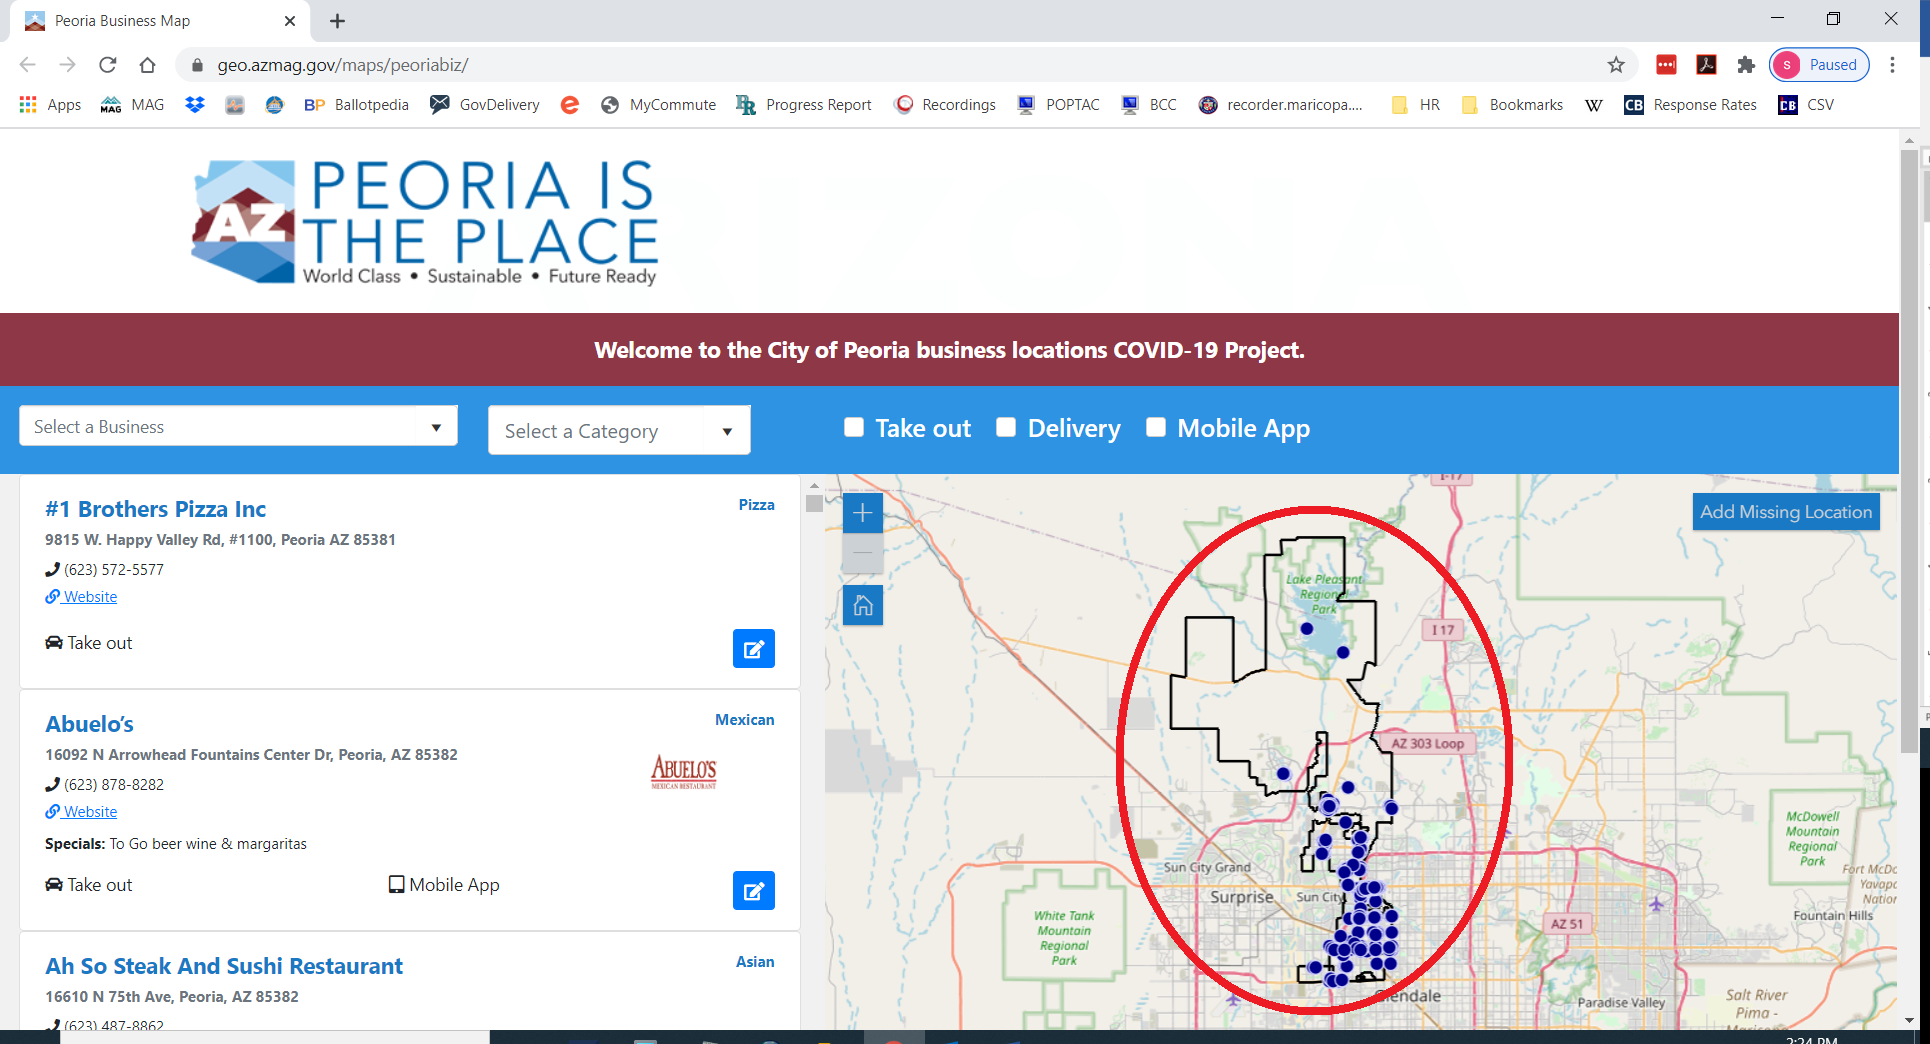 Peoria Business Map
geo.azmag.gov/maps/peoriabiz/
S Paused
Apps MAG MAG BP Ballotpedia GovDelivery MyCommute Progress Report Recordings POPTAC BCC recorder.maricopa.... HR Bookmarks W CB Response Rates CB CSV
AZ
PEORIA IS
THE PLACE
World Class • Sustainable • Future Ready
Welcome to the City of Peoria business locations COVID-19 Project.
Select a Business
Select a Category
Take out
Delivery
Mobile App
#1 Brothers Pizza Inc
Pizza
9815 W. Happy Valley Rd, #1100, Peoria AZ 85381
(623) 572-5577
Website
Take out
Abuelo’s
Mexican
16092 N Arrowhead Fountains Center Dr, Peoria, AZ 85382
ABUELO'S
MEXICAN RESTAURANT
(623) 878-8282
Website
Specials: To Go beer wine & margaritas
Take out
Mobile App
Ah So Steak And Sushi Restaurant
Asian
16610 N 75th Ave, Peoria, AZ 85382
(623) 487-8862
I-17
Add Missing Location
Lake Pleasant
Regional
Park
I 17
AZ 303 Loop
McDowell
Mountain
Regional
Park
Sun City Grand
Surprise
Sun City
Fort McDo
Yavapa
Nation
Fountain Hills
White Tank
Mountain
Regional
Park
AZ 51
Glendale
Paradise Valley
Salt River
Pima -
2:24 PM